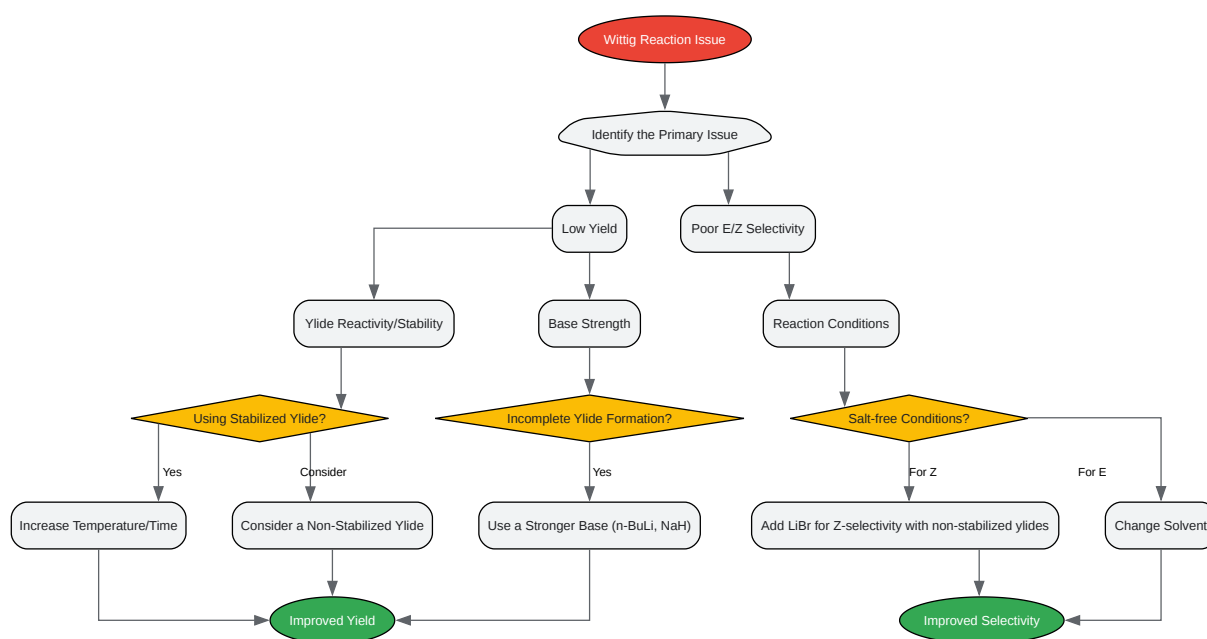 Wittig Reaction Issue
Identify the Primary Issue
Low Yield
Poor E/Z Selectivity
Ylide Reactivity/Stability
Base Strength
Reaction Conditions
Using Stabilized Ylide?
Incomplete Ylide Formation?
Salt-free Conditions?
Yes
Consider
Yes
For Z
For E
Increase Temperature/Time
Consider a Non-Stabilized Ylide
Use a Stronger Base (n-BuLi, NaH)
Add LiBr for Z-selectivity with non-stabilized ylides
Change Solvent
Improved Yield
Improved Selectivity